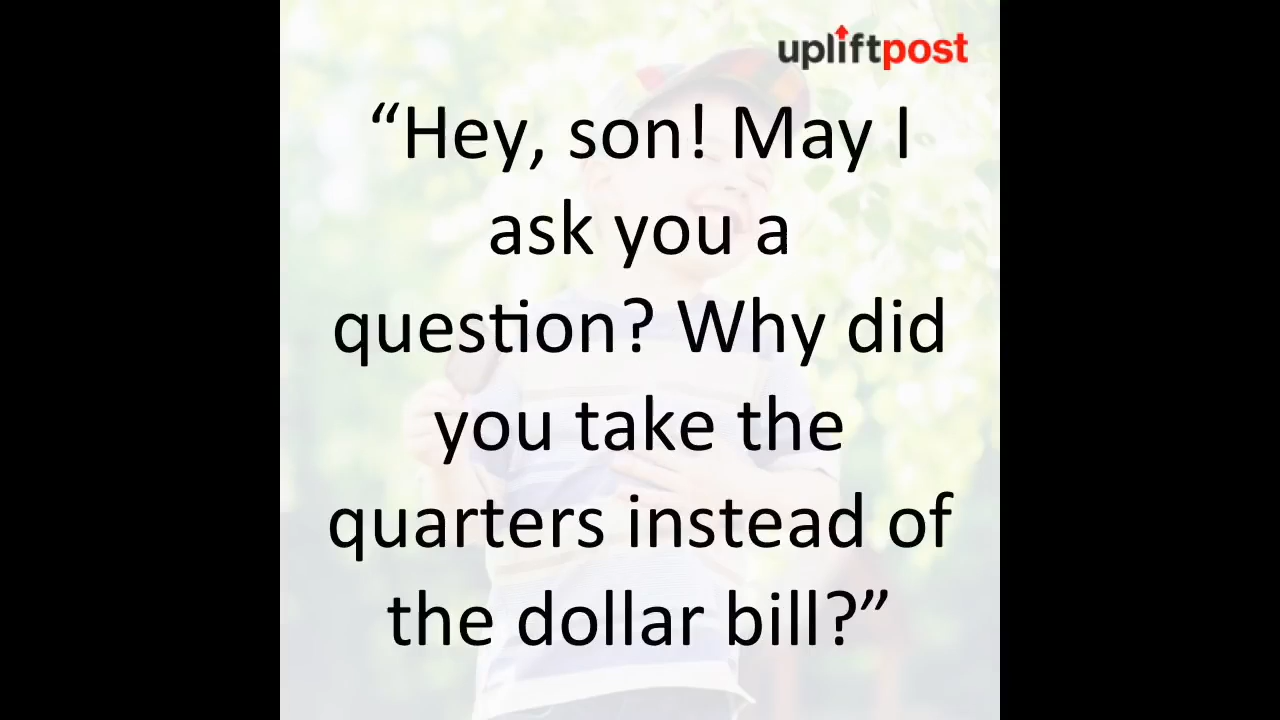 upliftpost
“Hey, son! May I
ask you a
question? Why did
you take the
quarters instead of
the dollar bill?”